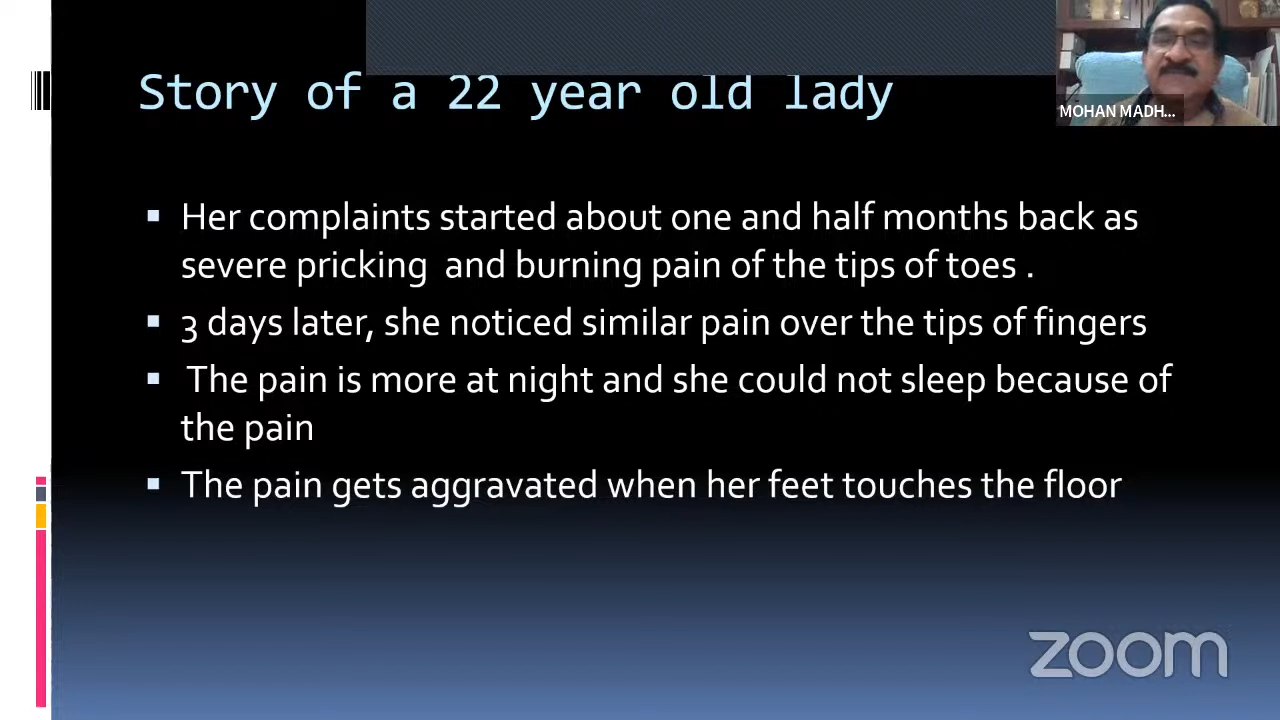 Story of a 22 year old lady
MOHAN MADH...
▪ Her complaints started about one and half months back as
severe pricking and burning pain of the tips of toes .
▪ 3 days later, she noticed similar pain over the tips of fingers
▪ The pain is more at night and she could not sleep because of
the pain
▪ The pain gets aggravated when her feet touches the floor
zoom